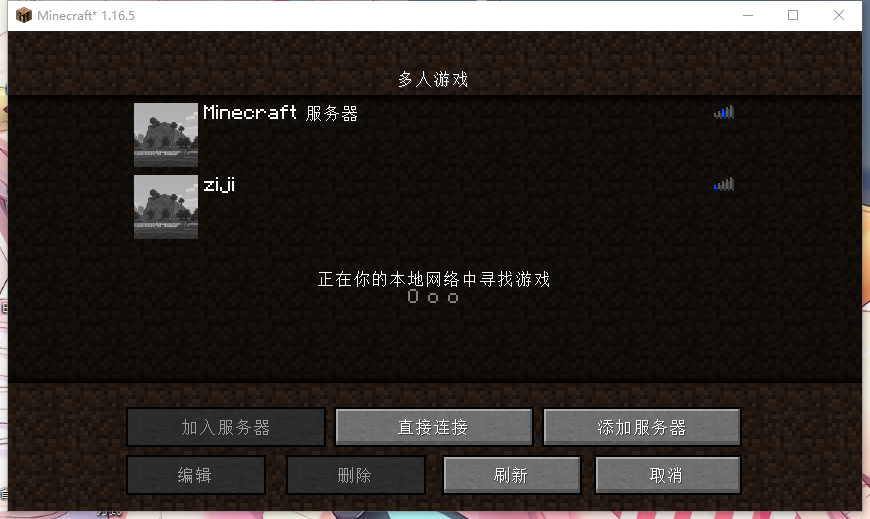 Minecraft* 1.16.5
多人游戏
Minecraft 服务器
ziji
正在你的本地网络中寻找游戏
O o o
加入服务器 直接连接 添加服务器
编辑 删除 刷新 取消